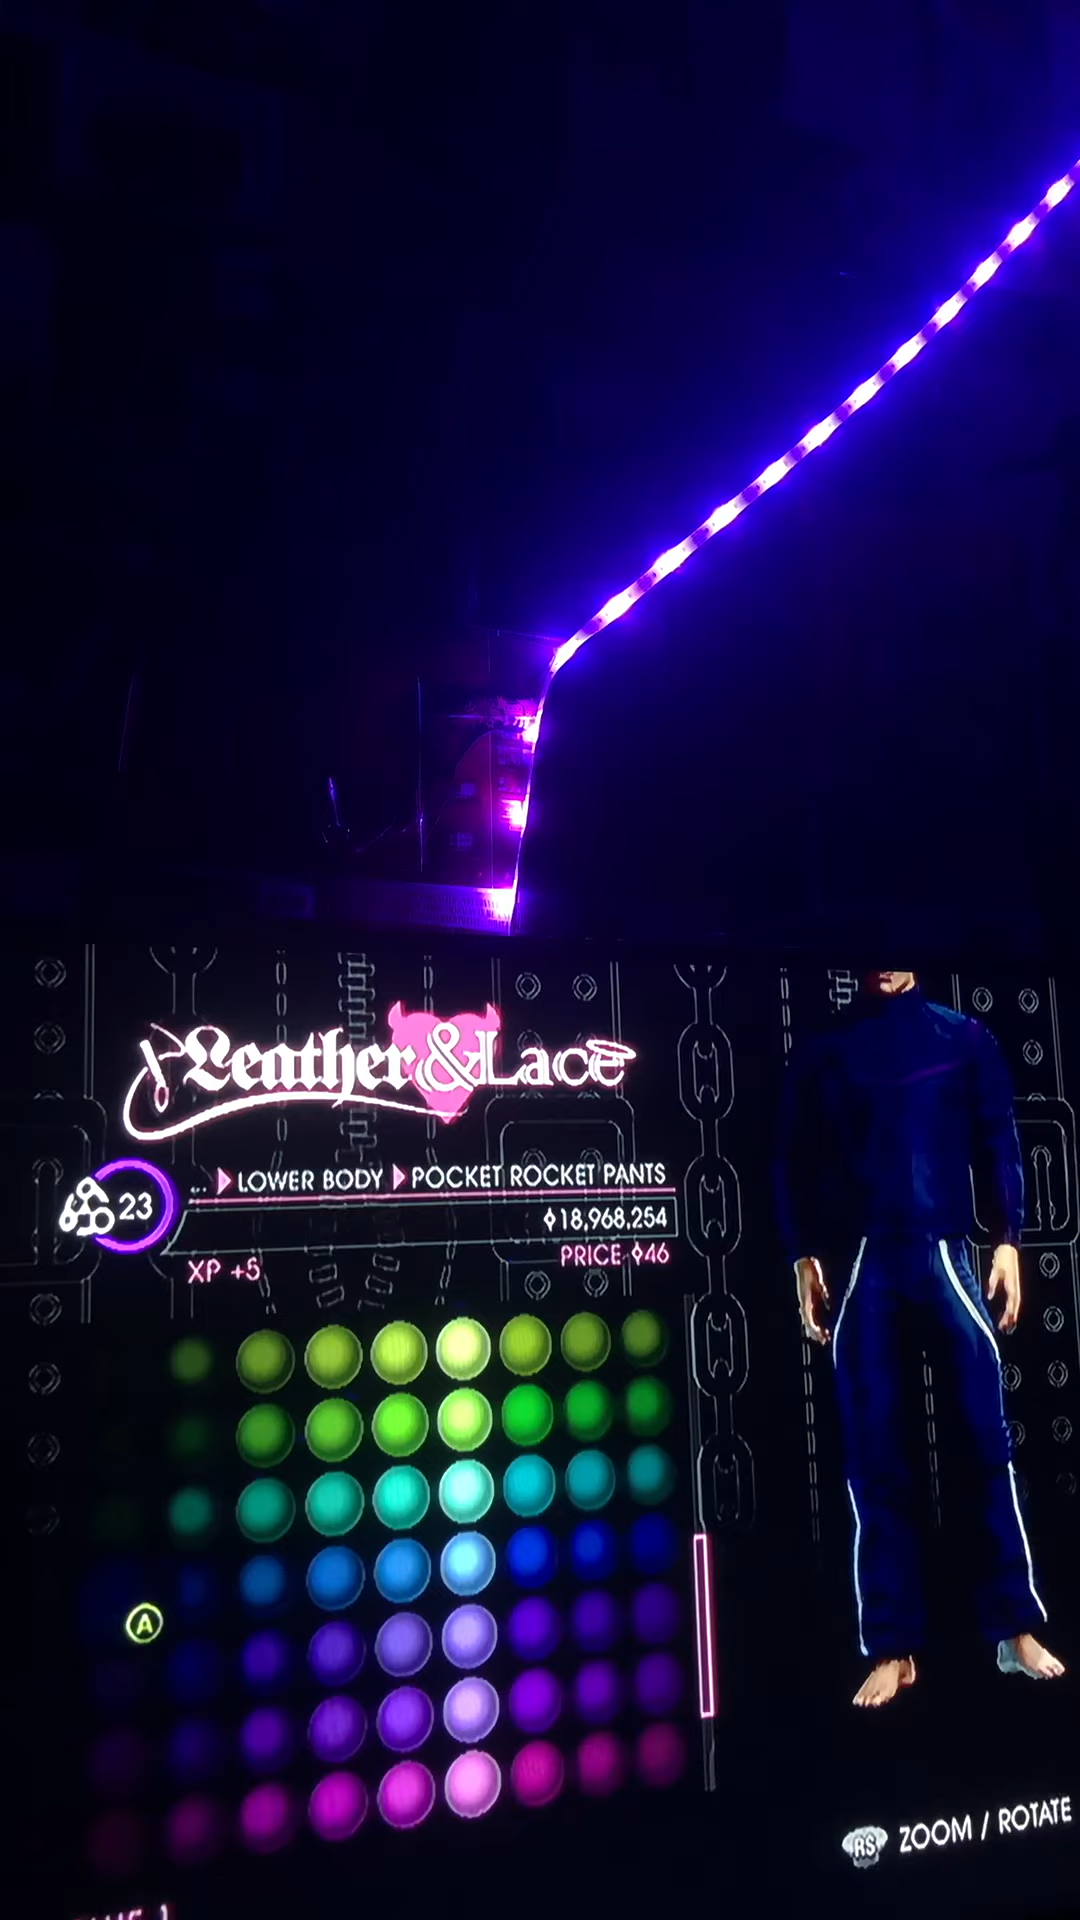 Leather&Lace
... LOWER BODY POCKET ROCKET PANTS
23
18,968,254
XP +5 PRICE 46
A
RS ZOOM / ROTATE